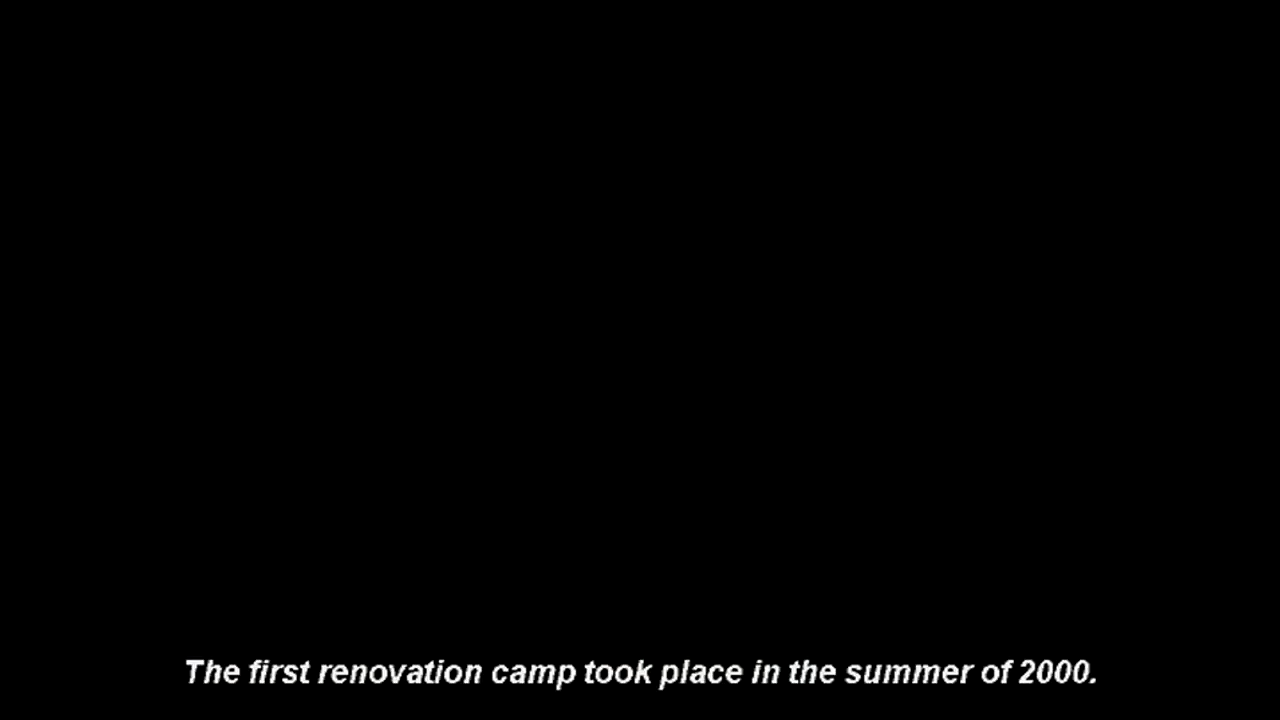 The first renovation camp took place in the summer of 2000.